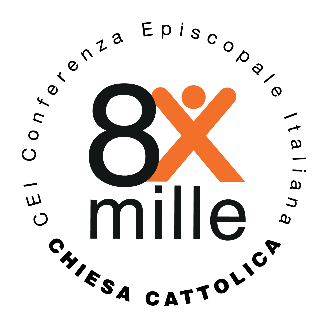 CEI Conferenza Episcopale Italiana
8x
mille
CHIESA CATTOLICA